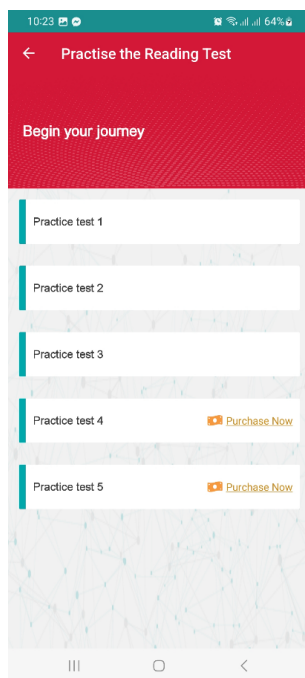 10:23 64%
Practise the Reading Test
Begin your journey
Practice test 1
Practice test 2
Practice test 3
Practice test 4 Purchase Now
Practice test 5 Purchase Now